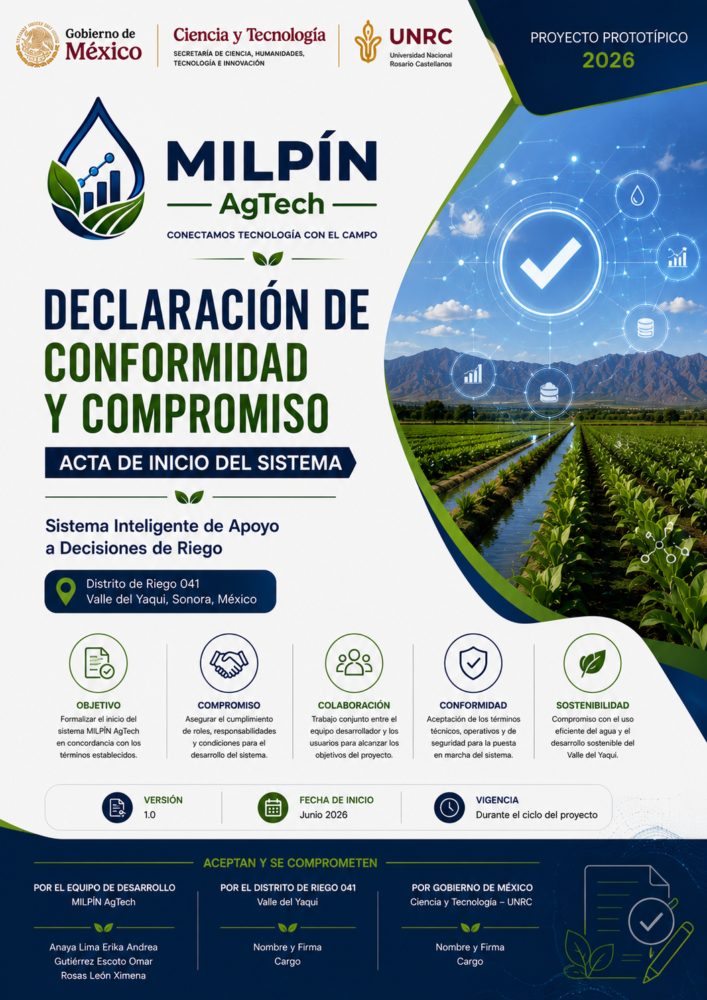 Gobierno de
México
Ciencia y Tecnología
SECRETARÍA DE CIENCIA, HUMANIDADES,
TECNOLOGÍA E INNOVACIÓN
UNRC
Universidad Nacional
Rosario Castellanos
PROYECTO PROTOTÍPICO
2026
MILPÍN
AgTech
CONECTAMOS TECNOLOGÍA CON EL CAMPO
DECLARACIÓN DE
CONFORMIDAD
Y COMPROMISO
ACTA DE INICIO DEL SISTEMA
Sistema Inteligente de Apoyo
a Decisiones de Riego
Distrito de Riego 041
Valle del Yaqui, Sonora, México
OBJETIVO
Formalizar el inicio del
sistema MILPÍN AgTech
en concordancia con los
términos establecidos.
COMPROMISO
Asegurar el cumplimiento
de roles, responsabilidades
y condiciones para el
desarrollo del sistema.
COLABORACIÓN
Trabajo conjunto entre el
equipo desarrollador y los
usuarios para alcanzar los
objetivos del proyecto.
CONFORMIDAD
Aceptación de los términos
técnicos, operativos y de
seguridad para la puesta
en marcha del sistema.
SOSTENIBILIDAD
Compromiso con el uso
eficiente del agua y el
desarrollo sostenible del
Valle del Yaqui.
VERSIÓN
1.0
FECHA DE INICIO
Junio 2026
VIGENCIA
Durante el ciclo del proyecto
ACEPTAN Y SE COMPROMETEN
POR EL EQUIPO DE DESARROLLO
MILPÍN AgTech
Anaya Lima Erika Andrea
Gutiérrez Escoto Omar
Rosas León Ximena
POR EL DISTRITO DE RIEGO 041
Valle del Yaqui
Nombre y Firma
Cargo
POR GOBIERNO DE MÉXICO
Ciencia y Tecnología – UNRC
Nombre y Firma
Cargo